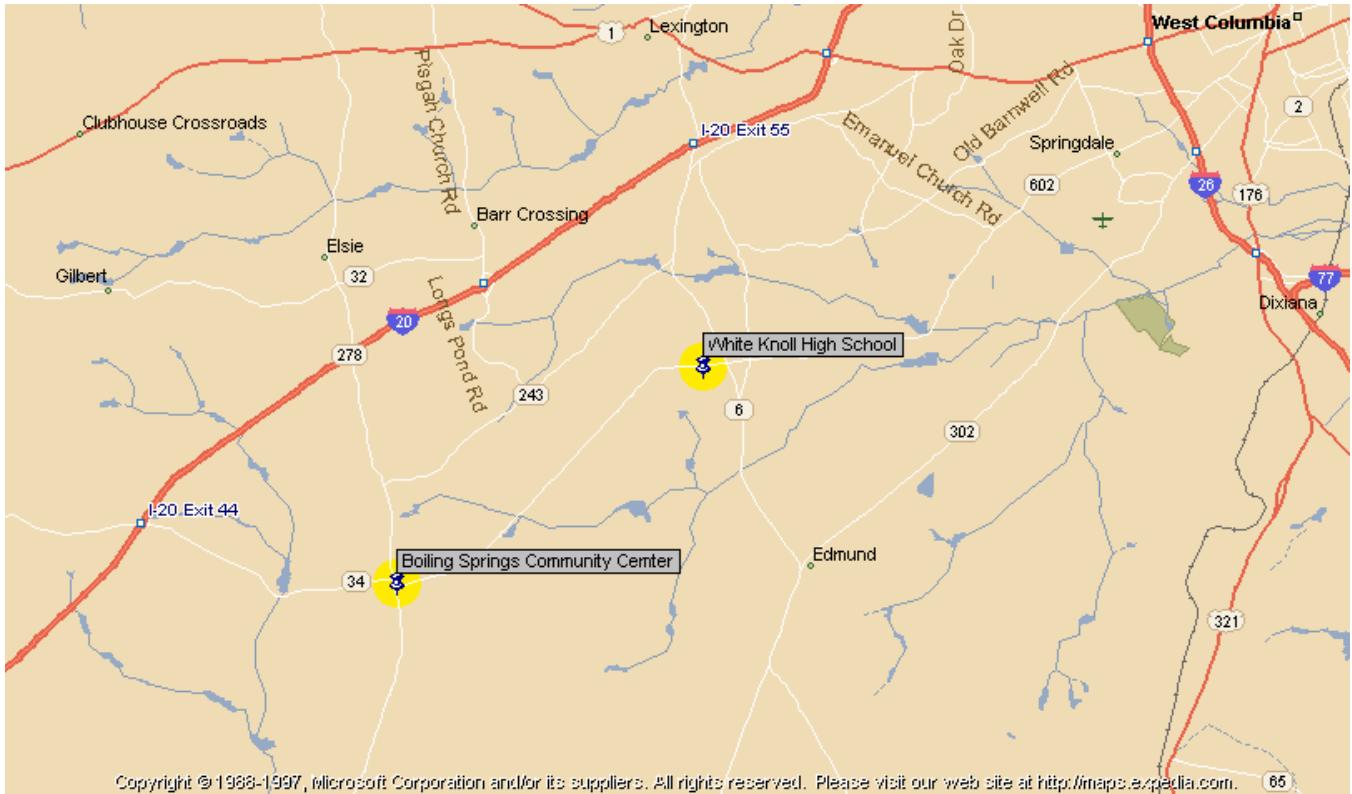 West Columbia
Lexington
1
Oak Dr
Pisgah Church Rd
Clubhouse Crossroads
I-20 Exit 55
Emanuel Church Rd
Old Barnwell Rd
2
Springdale
602
26
176
Barr Crossing
Elsie
32
Gilbert
Longs Pond Rd
20
77
Dixiana
278
White Knoll High School
243
6
302
I-20 Exit 44
Boiling Springs Community Cemter
34
Edmund
321
Copyright © 1988-1997, Microsoft Corporation and/or its suppliers. All rights reserved. Please visit our web site at http://maps.expedia.com.
65